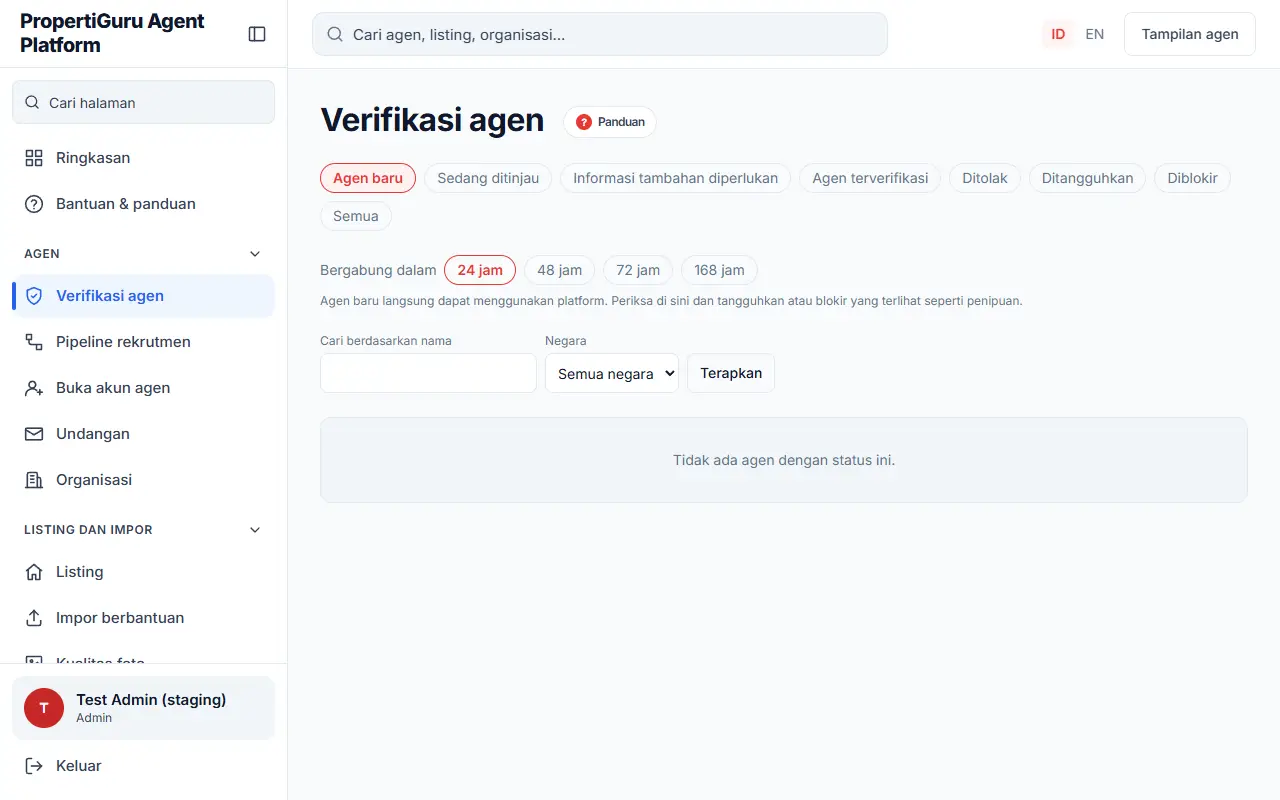 PropertiGuru Agent
Platform
Cari agen, listing, organisasi...
ID
EN
Tampilan agen
Cari halaman
Ringkasan
Bantuan & panduan
AGEN
Verifikasi agen
Pipeline rekrutmen
Buka akun agen
Undangan
Organisasi
LISTING DAN IMPOR
Listing
Impor berbantuan
Kualitas foto
T
Test Admin (staging)
Admin
Keluar
Verifikasi agen
? Panduan
Agen baru
Sedang ditinjau
Informasi tambahan diperlukan
Agen terverifikasi
Ditolak
Ditangguhkan
Diblokir
Semua
Bergabung dalam
24 jam
48 jam
72 jam
168 jam
Agen baru langsung dapat menggunakan platform. Periksa di sini dan tangguhkan atau blokir yang terlihat seperti penipuan.
Cari berdasarkan nama
Negara
Semua negara
Terapkan
Tidak ada agen dengan status ini.